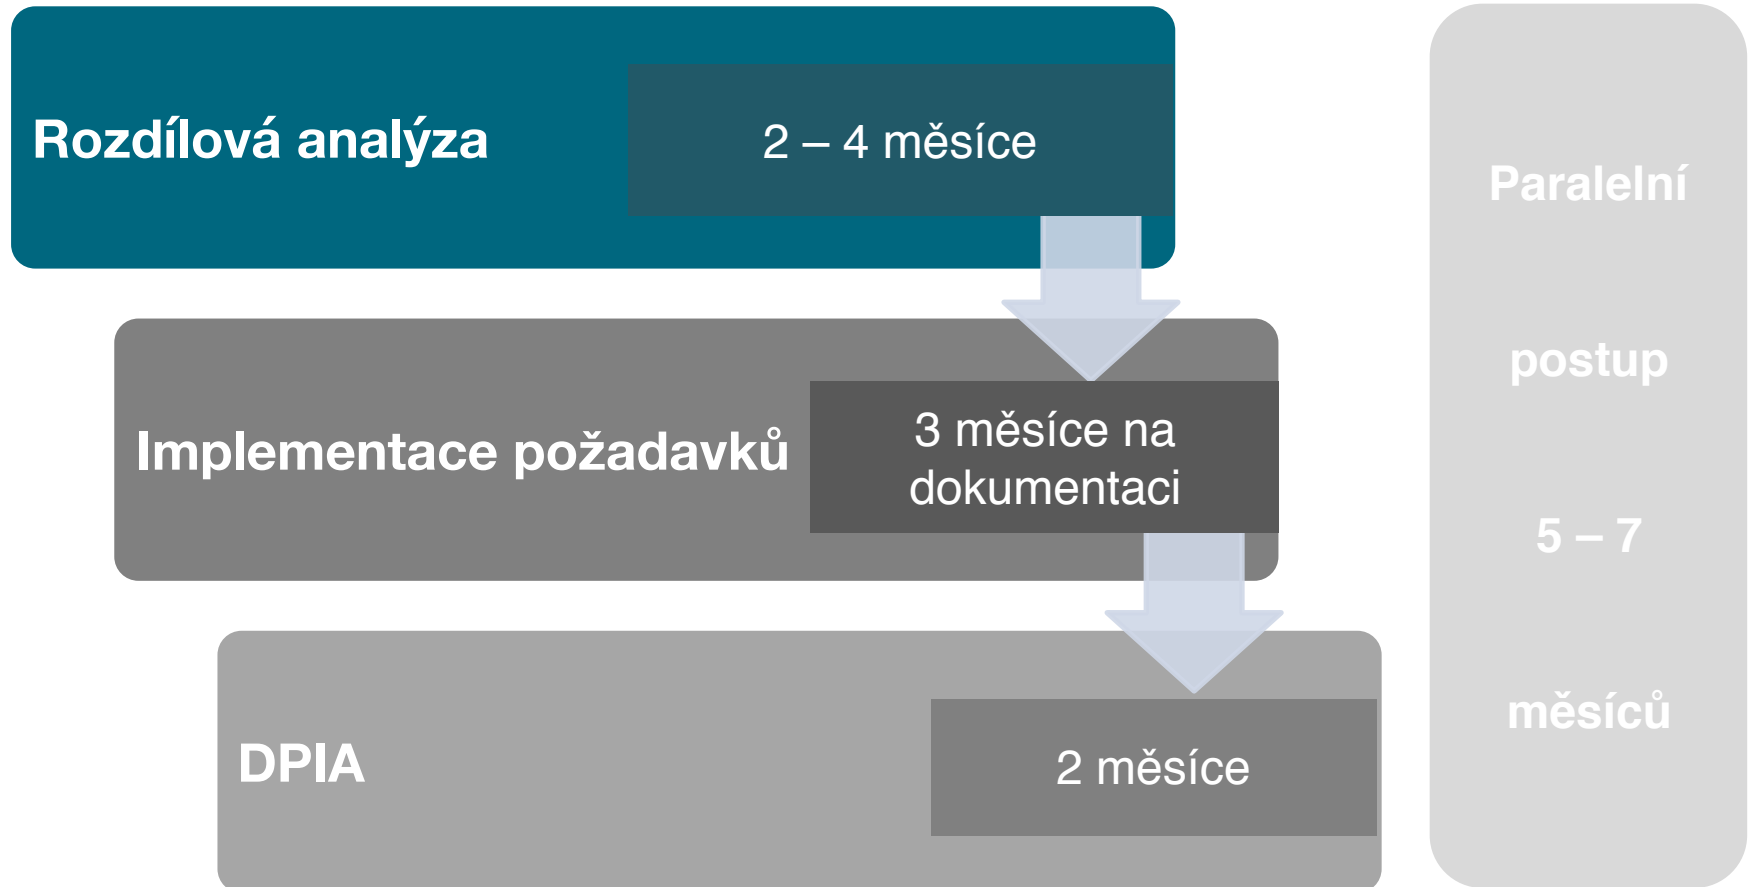 Rozdílová analýza
2 – 4 měsíce
Implementace požadavků
3 měsíce na
dokumentaci
DPIA
2 měsíce
Paralelní
postup
5 – 7
měsíců